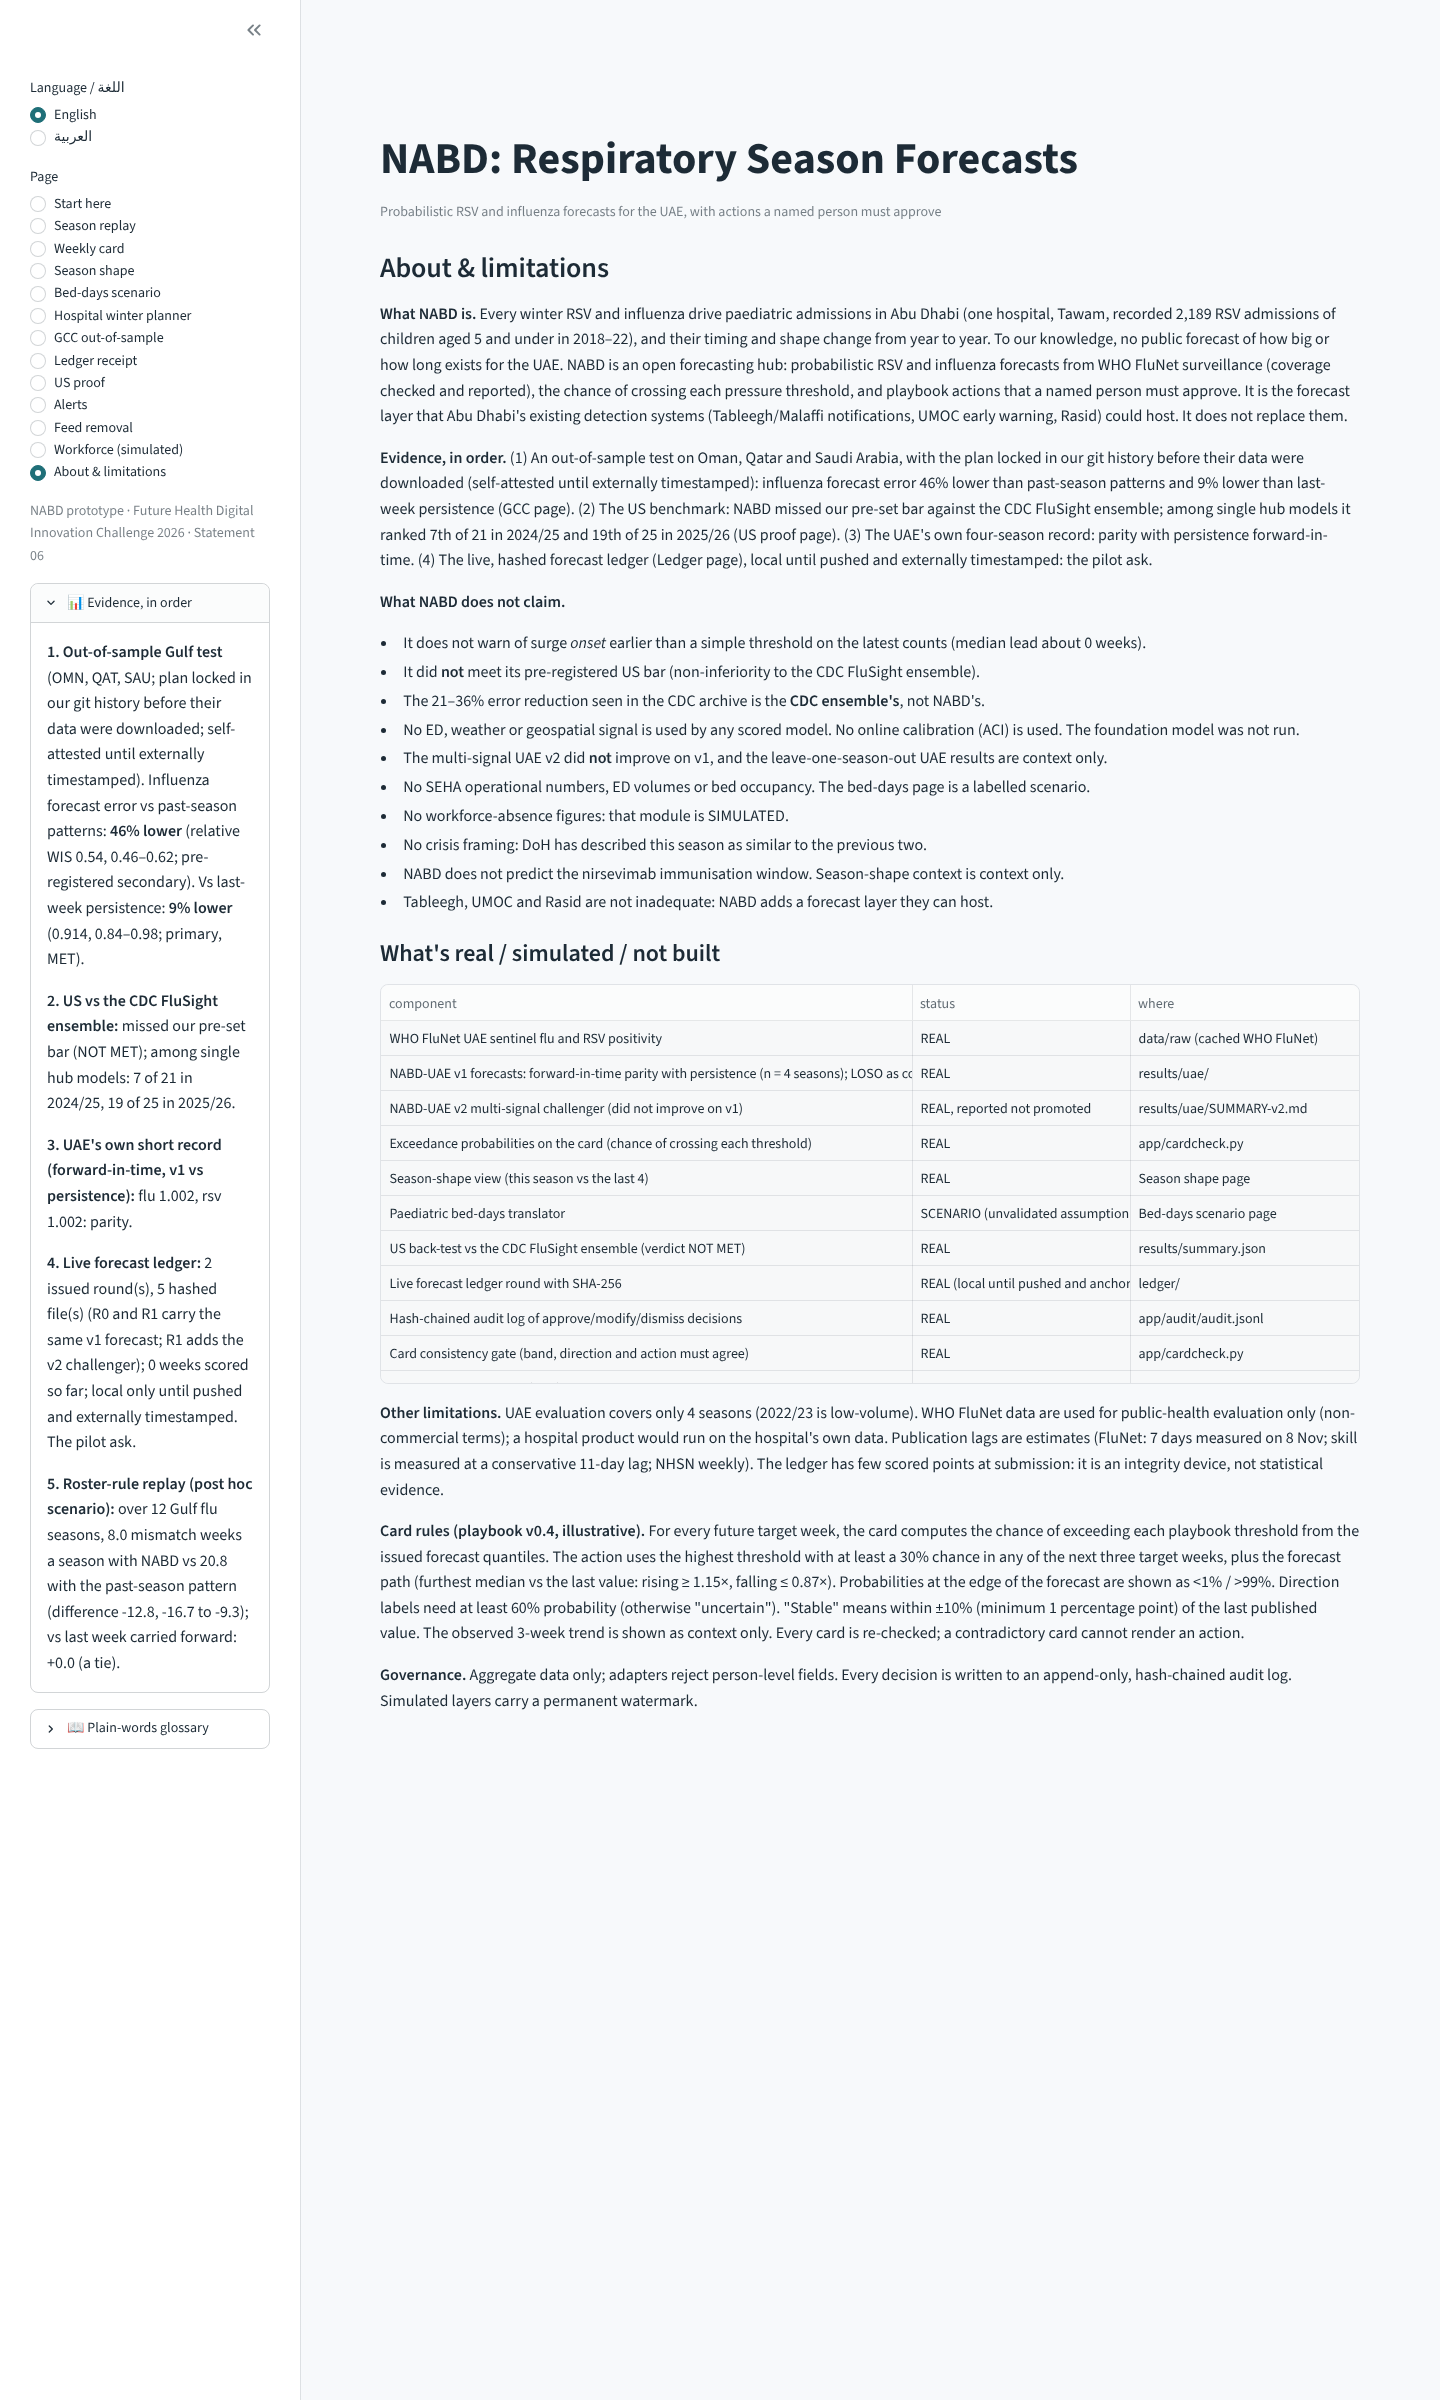 Language / اللغة
English
العربية
Page
Start here
Season replay
Weekly card
Season shape
Bed-days scenario
Hospital winter planner
GCC out-of-sample
Ledger receipt
US proof
Alerts
Feed removal
Workforce (simulated)
About & limitations
NABD prototype · Future Health Digital
Innovation Challenge 2026 · Statement
06
📊 Evidence, in order
1. Out-of-sample Gulf test
(OMN, QAT, SAU; plan locked in
our git history before their
data were downloaded; self-
attested until externally
timestamped). Influenza
forecast error vs past-season
patterns: 46% lower (relative
WIS 0.54, 0.46–0.62; pre-
registered secondary). Vs last-
week persistence: 9% lower
(0.914, 0.84–0.98; primary,
MET).
2. US vs the CDC FluSight
ensemble: missed our pre-set
bar (NOT MET); among single
hub models: 7 of 21 in
2024/25, 19 of 25 in 2025/26.
3. UAE's own short record
(forward-in-time, v1 vs
persistence): flu 1.002, rsv
1.002: parity.
4. Live forecast ledger: 2
issued round(s), 5 hashed
file(s) (R0 and R1 carry the
same v1 forecast; R1 adds the
v2 challenger); 0 weeks scored
so far; local only until pushed
and externally timestamped.
The pilot ask.
5. Roster-rule replay (post hoc
scenario): over 12 Gulf flu
seasons, 8.0 mismatch weeks
a season with NABD vs 20.8
with the past-season pattern
(difference -12.8, -16.7 to -9.3);
vs last week carried forward:
+0.0 (a tie).
📖 Plain-words glossary
NABD: Respiratory Season Forecasts
Probabilistic RSV and influenza forecasts for the UAE, with actions a named person must approve
About & limitations
What NABD is. Every winter RSV and influenza drive paediatric admissions in Abu Dhabi (one hospital, Tawam, recorded 2,189 RSV admissions of
children aged 5 and under in 2018–22), and their timing and shape change from year to year. To our knowledge, no public forecast of how big or
how long exists for the UAE. NABD is an open forecasting hub: probabilistic RSV and influenza forecasts from WHO FluNet surveillance (coverage
checked and reported), the chance of crossing each pressure threshold, and playbook actions that a named person must approve. It is the forecast
layer that Abu Dhabi's existing detection systems (Tableegh/Malaffi notifications, UMOC early warning, Rasid) could host. It does not replace them.
Evidence, in order. (1) An out-of-sample test on Oman, Qatar and Saudi Arabia, with the plan locked in our git history before their data were
downloaded (self-attested until externally timestamped): influenza forecast error 46% lower than past-season patterns and 9% lower than last-
week persistence (GCC page). (2) The US benchmark: NABD missed our pre-set bar against the CDC FluSight ensemble; among single hub models it
ranked 7th of 21 in 2024/25 and 19th of 25 in 2025/26 (US proof page). (3) The UAE's own four-season record: parity with persistence forward-in-
time. (4) The live, hashed forecast ledger (Ledger page), local until pushed and externally timestamped: the pilot ask.
What NABD does not claim.
• It does not warn of surge onset earlier than a simple threshold on the latest counts (median lead about 0 weeks).
• It did not meet its pre-registered US bar (non-inferiority to the CDC FluSight ensemble).
• The 21–36% error reduction seen in the CDC archive is the CDC ensemble's, not NABD's.
• No ED, weather or geospatial signal is used by any scored model. No online calibration (ACI) is used. The foundation model was not run.
• The multi-signal UAE v2 did not improve on v1, and the leave-one-season-out UAE results are context only.
• No SEHA operational numbers, ED volumes or bed occupancy. The bed-days page is a labelled scenario.
• No workforce-absence figures: that module is SIMULATED.
• No crisis framing: DoH has described this season as similar to the previous two.
• NABD does not predict the nirsevimab immunisation window. Season-shape context is context only.
• Tableegh, UMOC and Rasid are not inadequate: NABD adds a forecast layer they can host.
What's real / simulated / not built
component status where
WHO FluNet UAE sentinel flu and RSV positivity REAL data/raw (cached WHO FluNet)
NABD-UAE v1 forecasts: forward-in-time parity with persistence (n = 4 seasons); LOSO as co REAL results/uae/
NABD-UAE v2 multi-signal challenger (did not improve on v1) REAL, reported not promoted results/uae/SUMMARY-v2.md
Exceedance probabilities on the card (chance of crossing each threshold) REAL app/cardcheck.py
Season-shape view (this season vs the last 4) REAL Season shape page
Paediatric bed-days translator SCENARIO (unvalidated assumption Bed-days scenario page
US back-test vs the CDC FluSight ensemble (verdict NOT MET) REAL results/summary.json
Live forecast ledger round with SHA-256 REAL (local until pushed and anchor ledger/
Hash-chained audit log of approve/modify/dismiss decisions REAL app/audit/audit.jsonl
Card consistency gate (band, direction and action must agree) REAL app/cardcheck.py
Other limitations. UAE evaluation covers only 4 seasons (2022/23 is low-volume). WHO FluNet data are used for public-health evaluation only (non-
commercial terms); a hospital product would run on the hospital's own data. Publication lags are estimates (FluNet: 7 days measured on 8 Nov; skill
is measured at a conservative 11-day lag; NHSN weekly). The ledger has few scored points at submission: it is an integrity device, not statistical
evidence.
Card rules (playbook v0.4, illustrative). For every future target week, the card computes the chance of exceeding each playbook threshold from the
issued forecast quantiles. The action uses the highest threshold with at least a 30% chance in any of the next three target weeks, plus the forecast
path (furthest median vs the last value: rising ≥ 1.15×, falling ≤ 0.87×). Probabilities at the edge of the forecast are shown as <1% / >99%. Direction
labels need at least 60% probability (otherwise "uncertain"). "Stable" means within ±10% (minimum 1 percentage point) of the last published
value. The observed 3-week trend is shown as context only. Every card is re-checked; a contradictory card cannot render an action.
Governance. Aggregate data only; adapters reject person-level fields. Every decision is written to an append-only, hash-chained audit log.
Simulated layers carry a permanent watermark.